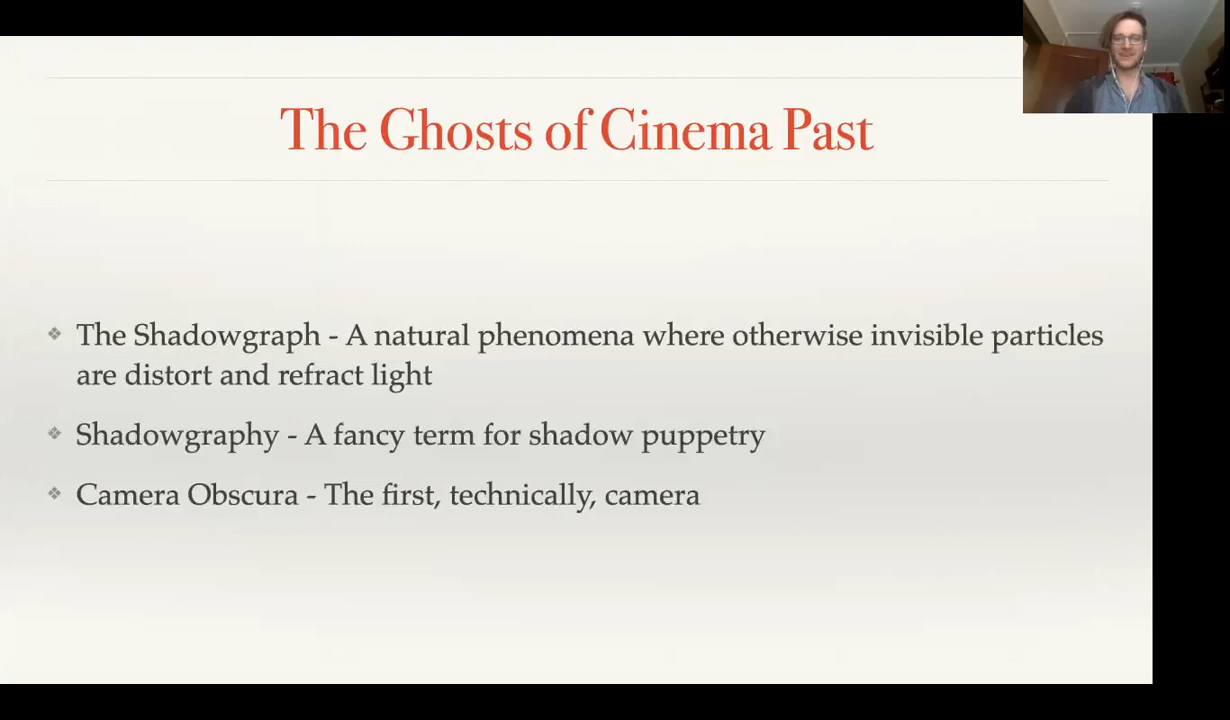 The Ghosts of Cinema Past
The Shadowgraph - A natural phenomena where otherwise invisible particles
are distort and refract light
Shadowgraphy - A fancy term for shadow puppetry
Camera Obscura - The first, technically, camera